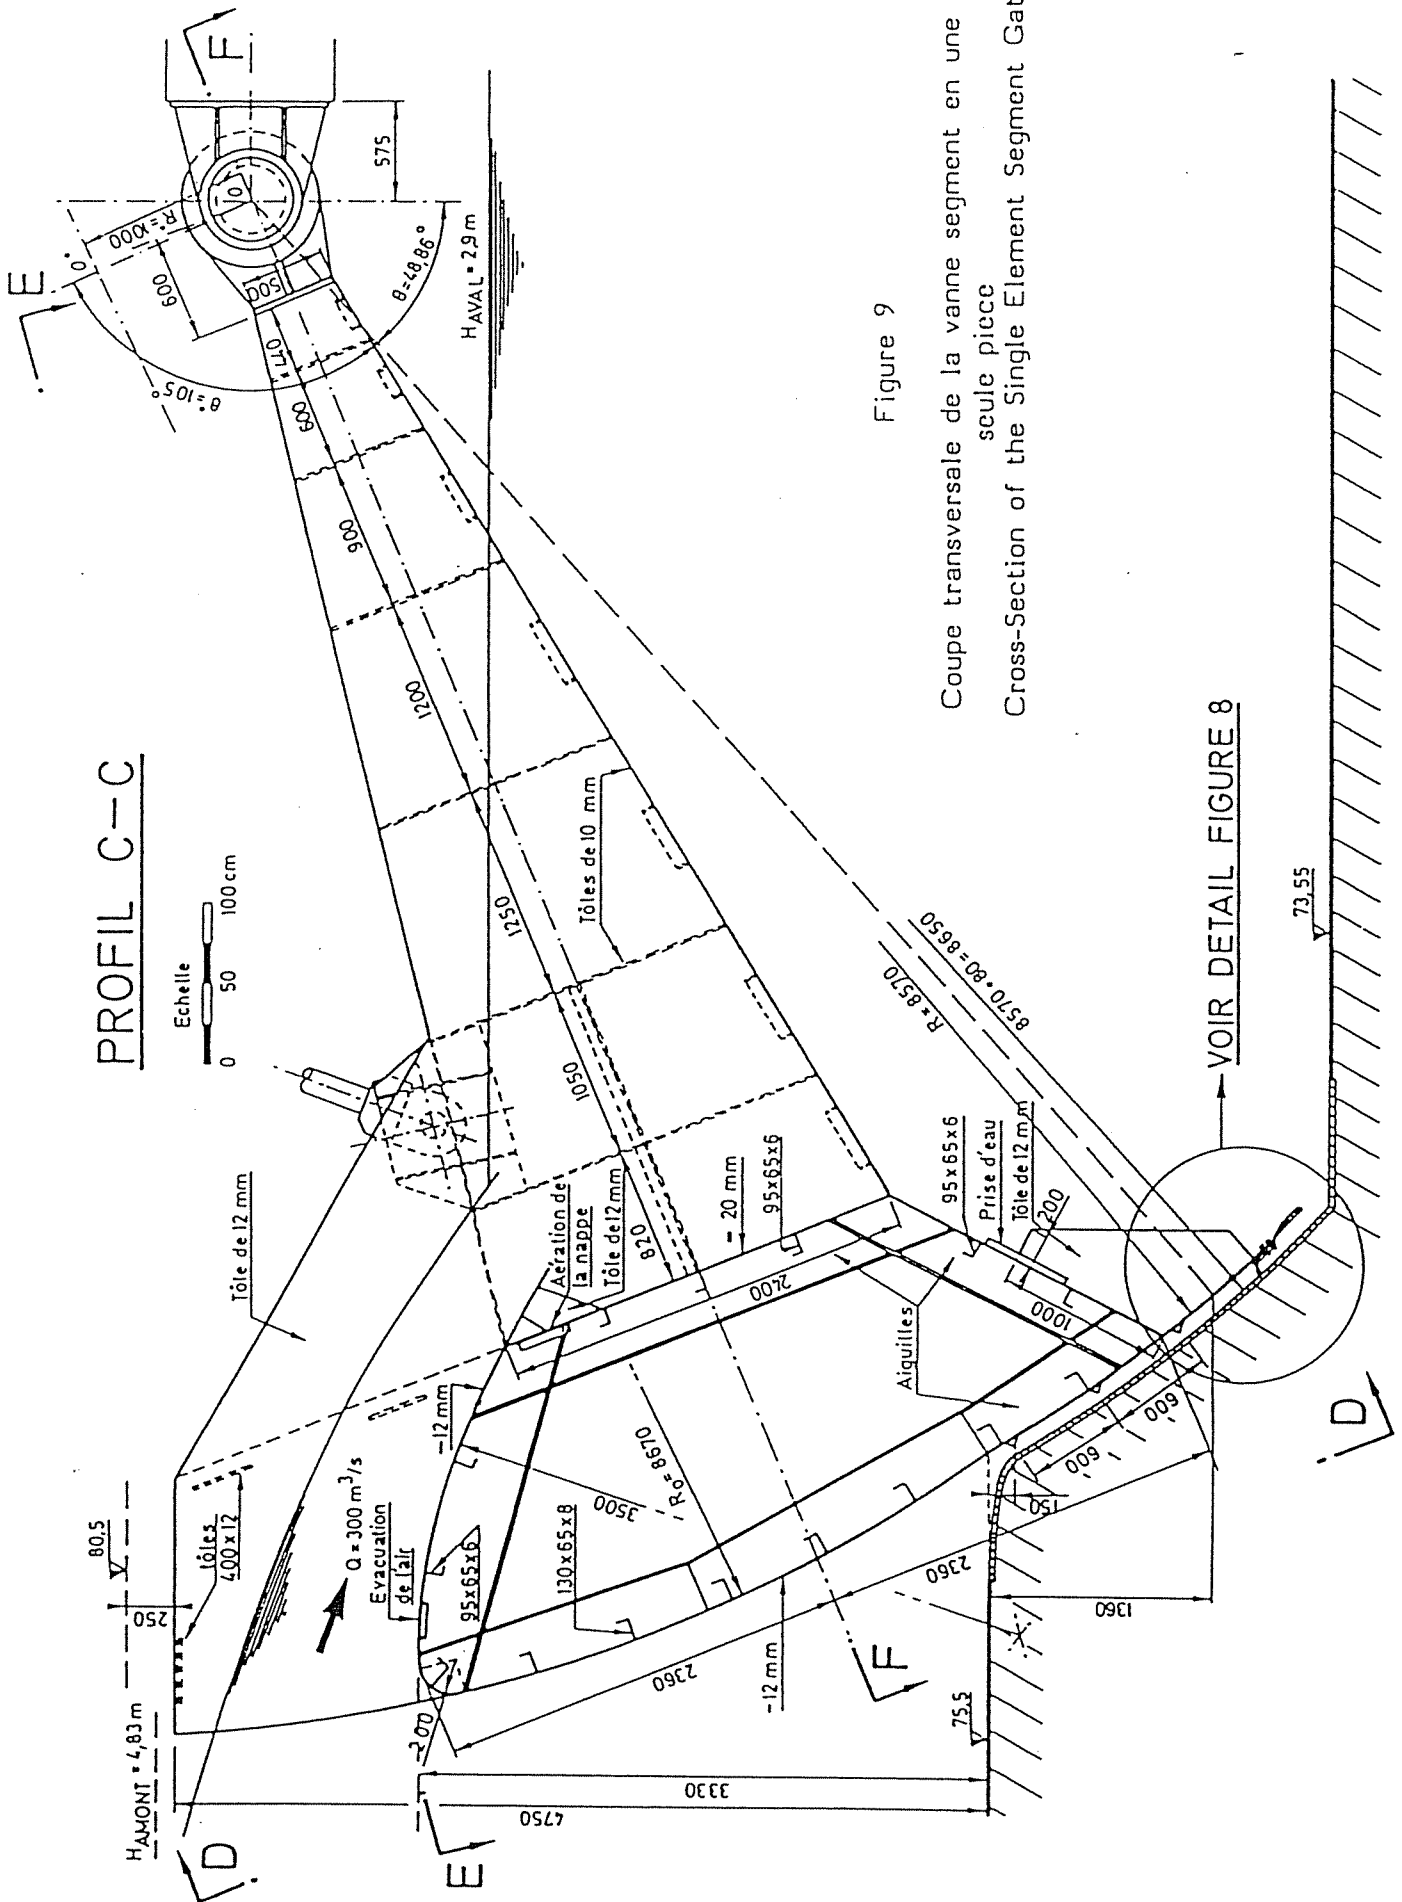 PROFIL C-C
Echelle
0 50 100 cm
E
F
0°
R°=1000
600
0
500
575
θ°=105°
θ=48,86°
HAVAL = 2,9 m
440
600
900
1200
1250
1050
820
Tôles de 10 mm
Tôle de 12 mm
80,5
250
HAMONT = 4,83 m
tôles
400x12
Q = 300 m³/s
Evacuation
de l'air
95x65x6
-12 mm
3500
Aération de
la nappe
Tôle de 12 mm
- 20 mm
95x65x6
2400
95x65x6
Prise d'eau
Tôle de 12 mm
200
1000
Aiguilles
Ro = 8670
130x65x8
R = 8570
8570+80=8650
200
2360
2360
-12 mm
600
600
150
1360
3330
4750
75,5
73,55
D
E
F
D
VOIR DETAIL FIGURE 8
Figure 9
Coupe transversale de la vanne segment en une
seule piece
Cross-Section of the Single Element Segment Gat